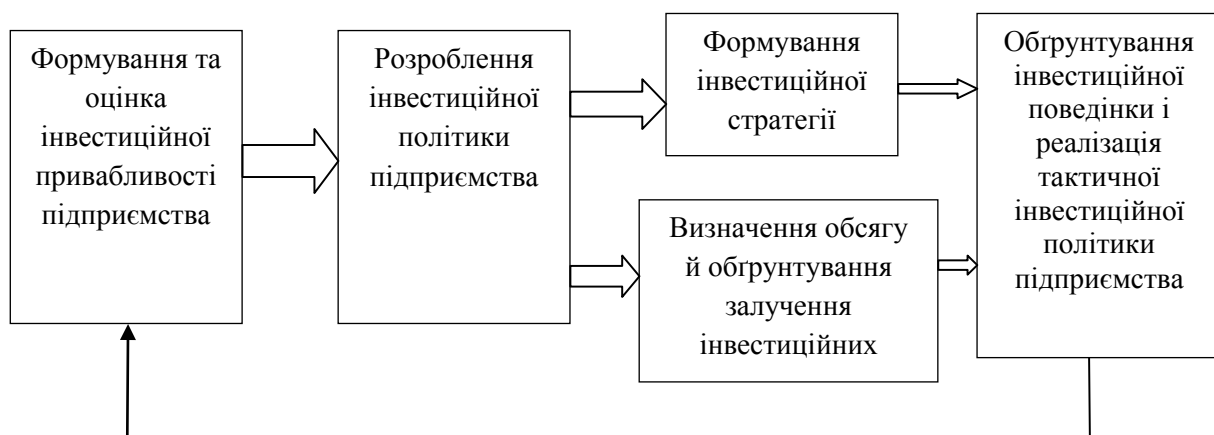 Формування та
оцінка
інвестиційної
привабливості
підприємства
Розроблення
інвестиційної
політики
підприємства
Формування
інвестиційної
стратегії
Визначення обсягу
й обґрунтування
залучення
інвестиційних
Обґрунтування
інвестиційної
поведінки і
реалізація
тактичної
інвестиційної
політики
підприємства